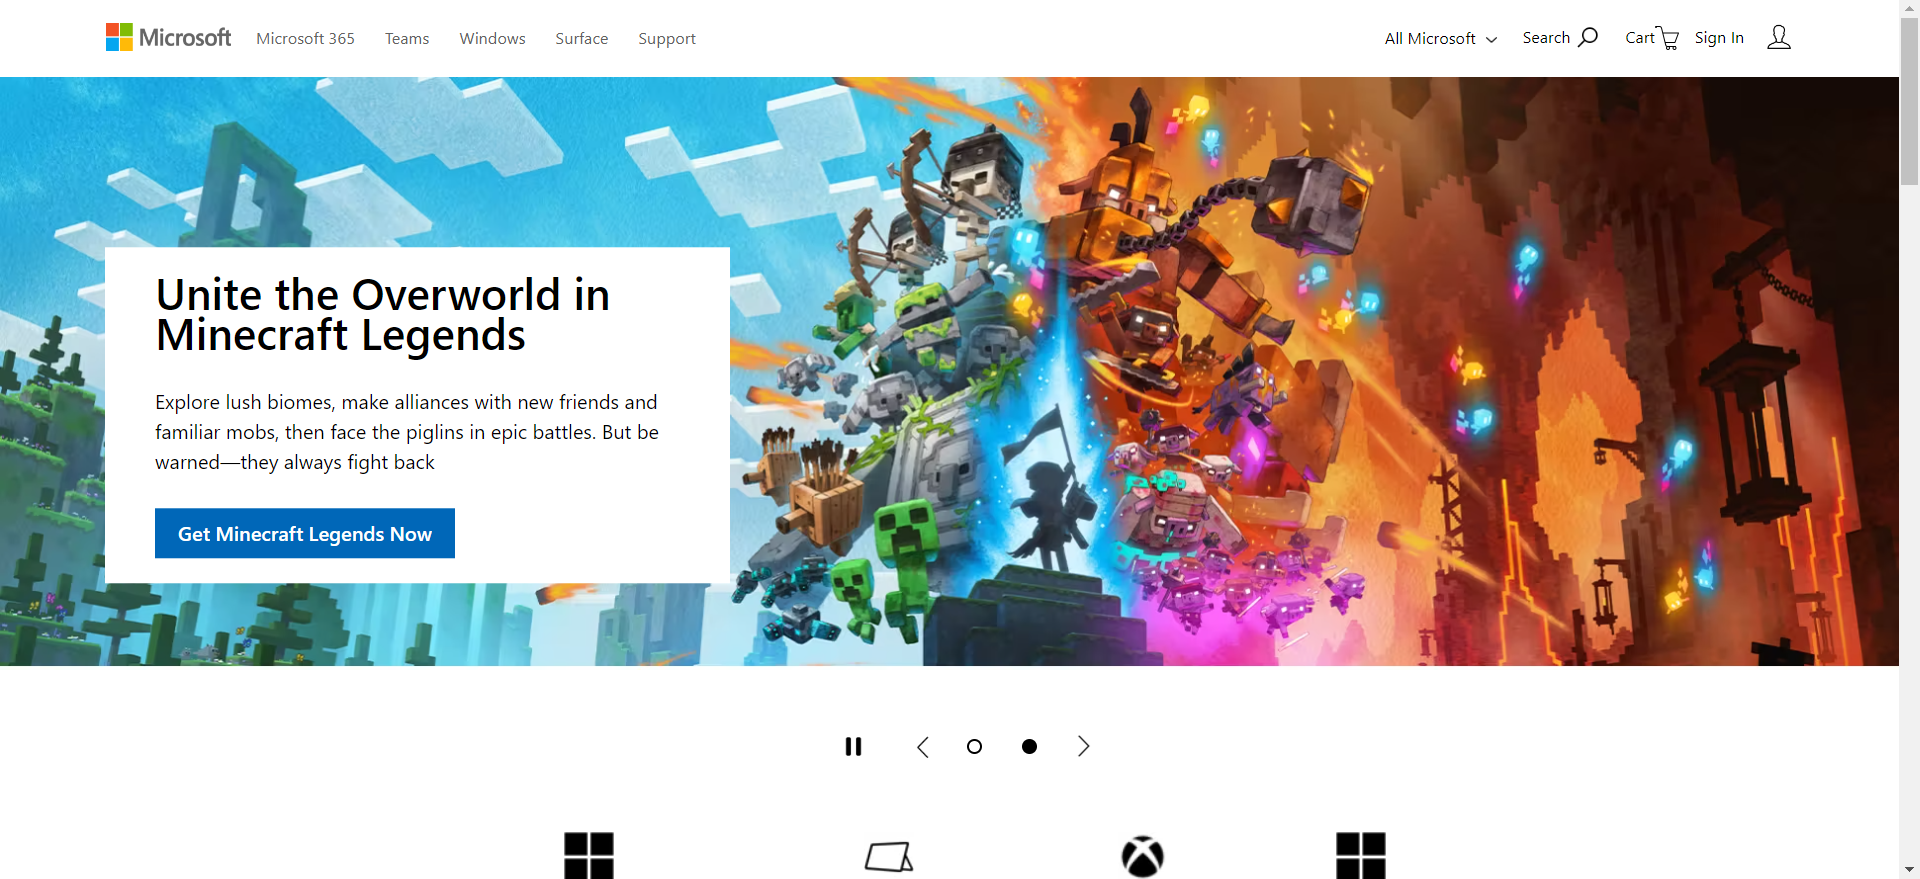 Microsoft Microsoft 365 Teams Windows Surface Support All Microsoft Search Cart Sign In
Unite the Overworld in
Minecraft Legends
Explore lush biomes, make alliances with new friends and
familiar mobs, then face the piglins in epic battles. But be
warned—they always fight back
Get Minecraft Legends Now